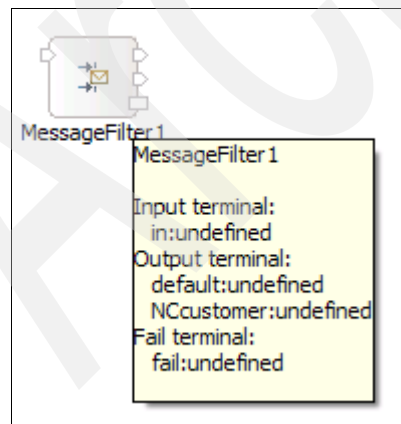 MessageFilter1
MessageFilter1
Input terminal:
in:undefined
Output terminal:
default:undefined
NCcustomer:undefined
Fail terminal:
fail:undefined